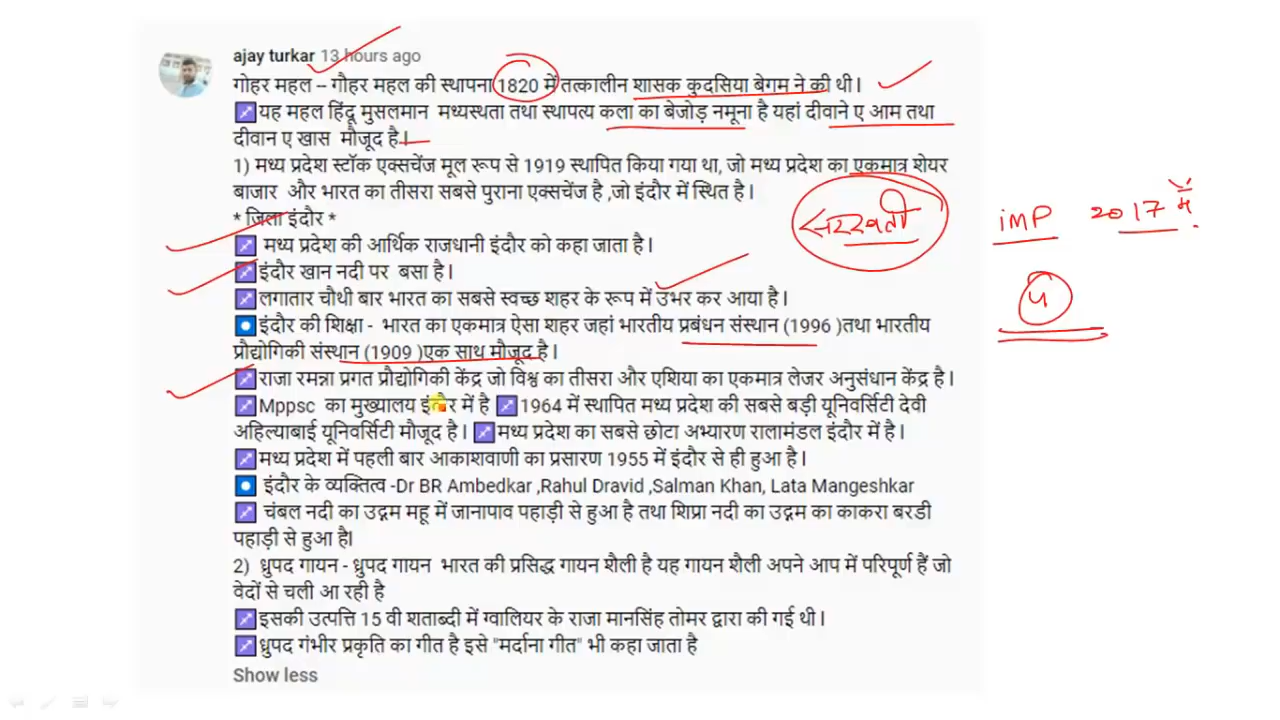 ajay turkar 13 hours ago
गोहर महल – गौहर महल की स्थापना 1820 में तत्कालीन शासक कुदसिया बेगम ने की थी।
यह महल हिंदू मुसलमान मध्यस्थता तथा स्थापत्य कला का बेजोड़ नमूना है यहां दीवाने ए आम तथा
दीवान ए खास मौजूद है।
1) मध्य प्रदेश स्टॉक एक्सचेंज मूल रूप से 1919 स्थापित किया गया था, जो मध्य प्रदेश का एकमात्र शेयर
बाजार और भारत का तीसरा सबसे पुराना एक्सचेंज है ,जो इंदौर में स्थित है।
* जिला इंदौर *
मध्य प्रदेश की आर्थिक राजधानी इंदौर को कहा जाता है।
इंदौर खान नदी पर बसा है।
लगातार चौथी बार भारत का सबसे स्वच्छ शहर के रूप में उभर कर आया है।
इंदौर की शिक्षा - भारत का एकमात्र ऐसा शहर जहां भारतीय प्रबंधन संस्थान (1996 )तथा भारतीय
प्रौद्योगिकी संस्थान (1909 )एक साथ मौजूद है।
राजा रमन्ना प्रगत प्रौद्योगिकी केंद्र जो विश्व का तीसरा और एशिया का एकमात्र लेजर अनुसंधान केंद्र है।
Mppsc का मुख्यालय इंदौर में है 1964 में स्थापित मध्य प्रदेश की सबसे बड़ी यूनिवर्सिटी देवी
अहिल्याबाई यूनिवर्सिटी मौजूद है। मध्य प्रदेश का सबसे छोटा अभ्यारण रालामंडल इंदौर में है।
मध्य प्रदेश में पहली बार आकाशवाणी का प्रसारण 1955 में इंदौर से ही हुआ है।
इंदौर के व्यक्तित्व -Dr BR Ambedkar ,Rahul Dravid ,Salman Khan, Lata Mangeshkar
चंबल नदी का उद्गम महू में जानापाव पहाड़ी से हुआ है तथा शिप्रा नदी का उद्गम का काकरा बरडी
पहाड़ी से हुआ है।
2) ध्रुपद गायन - ध्रुपद गायन भारत की प्रसिद्ध गायन शैली है यह गायन शैली अपने आप में परिपूर्ण हैं जो
वेदों से चली आ रही है
इसकी उत्पत्ति 15 वी शताब्दी में ग्वालियर के राजा मानसिंह तोमर द्वारा की गई थी।
ध्रुपद गंभीर प्रकृति का गीत है इसे "मर्दाना गीत" भी कहा जाता है
Show less
सरस्वती
imp 2017 में